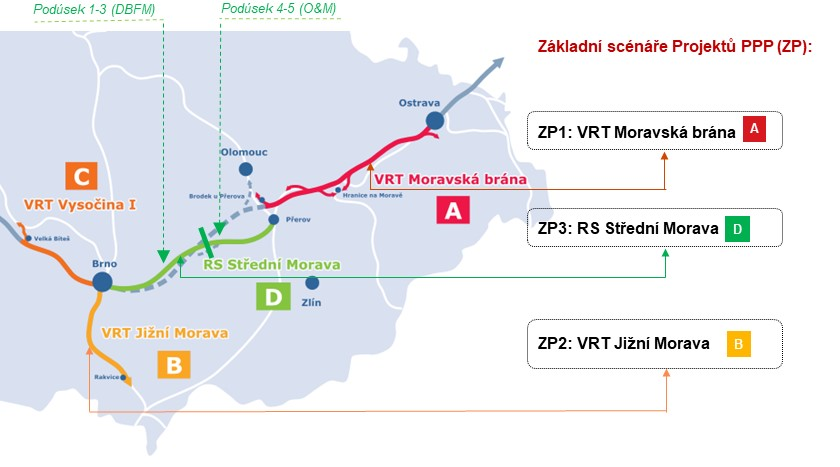 Podúsek 1-3 (DBFM)
Podúsek 4-5 (O&M)
Základní scénáře Projektů PPP (ZP):
Ostrava
ZP1: VRT Moravská brána A
Olomouc
C
VRT Moravská brána
VRT Vysočina I
Brodek u Přerova
Hranice na Moravě
A
Přerov
ZP3: RS Střední Morava D
Velká Bíteš
Brno
RS Střední Morava
D
Zlín
VRT Jižní Morava
ZP2: VRT Jižní Morava B
B
Rakvice